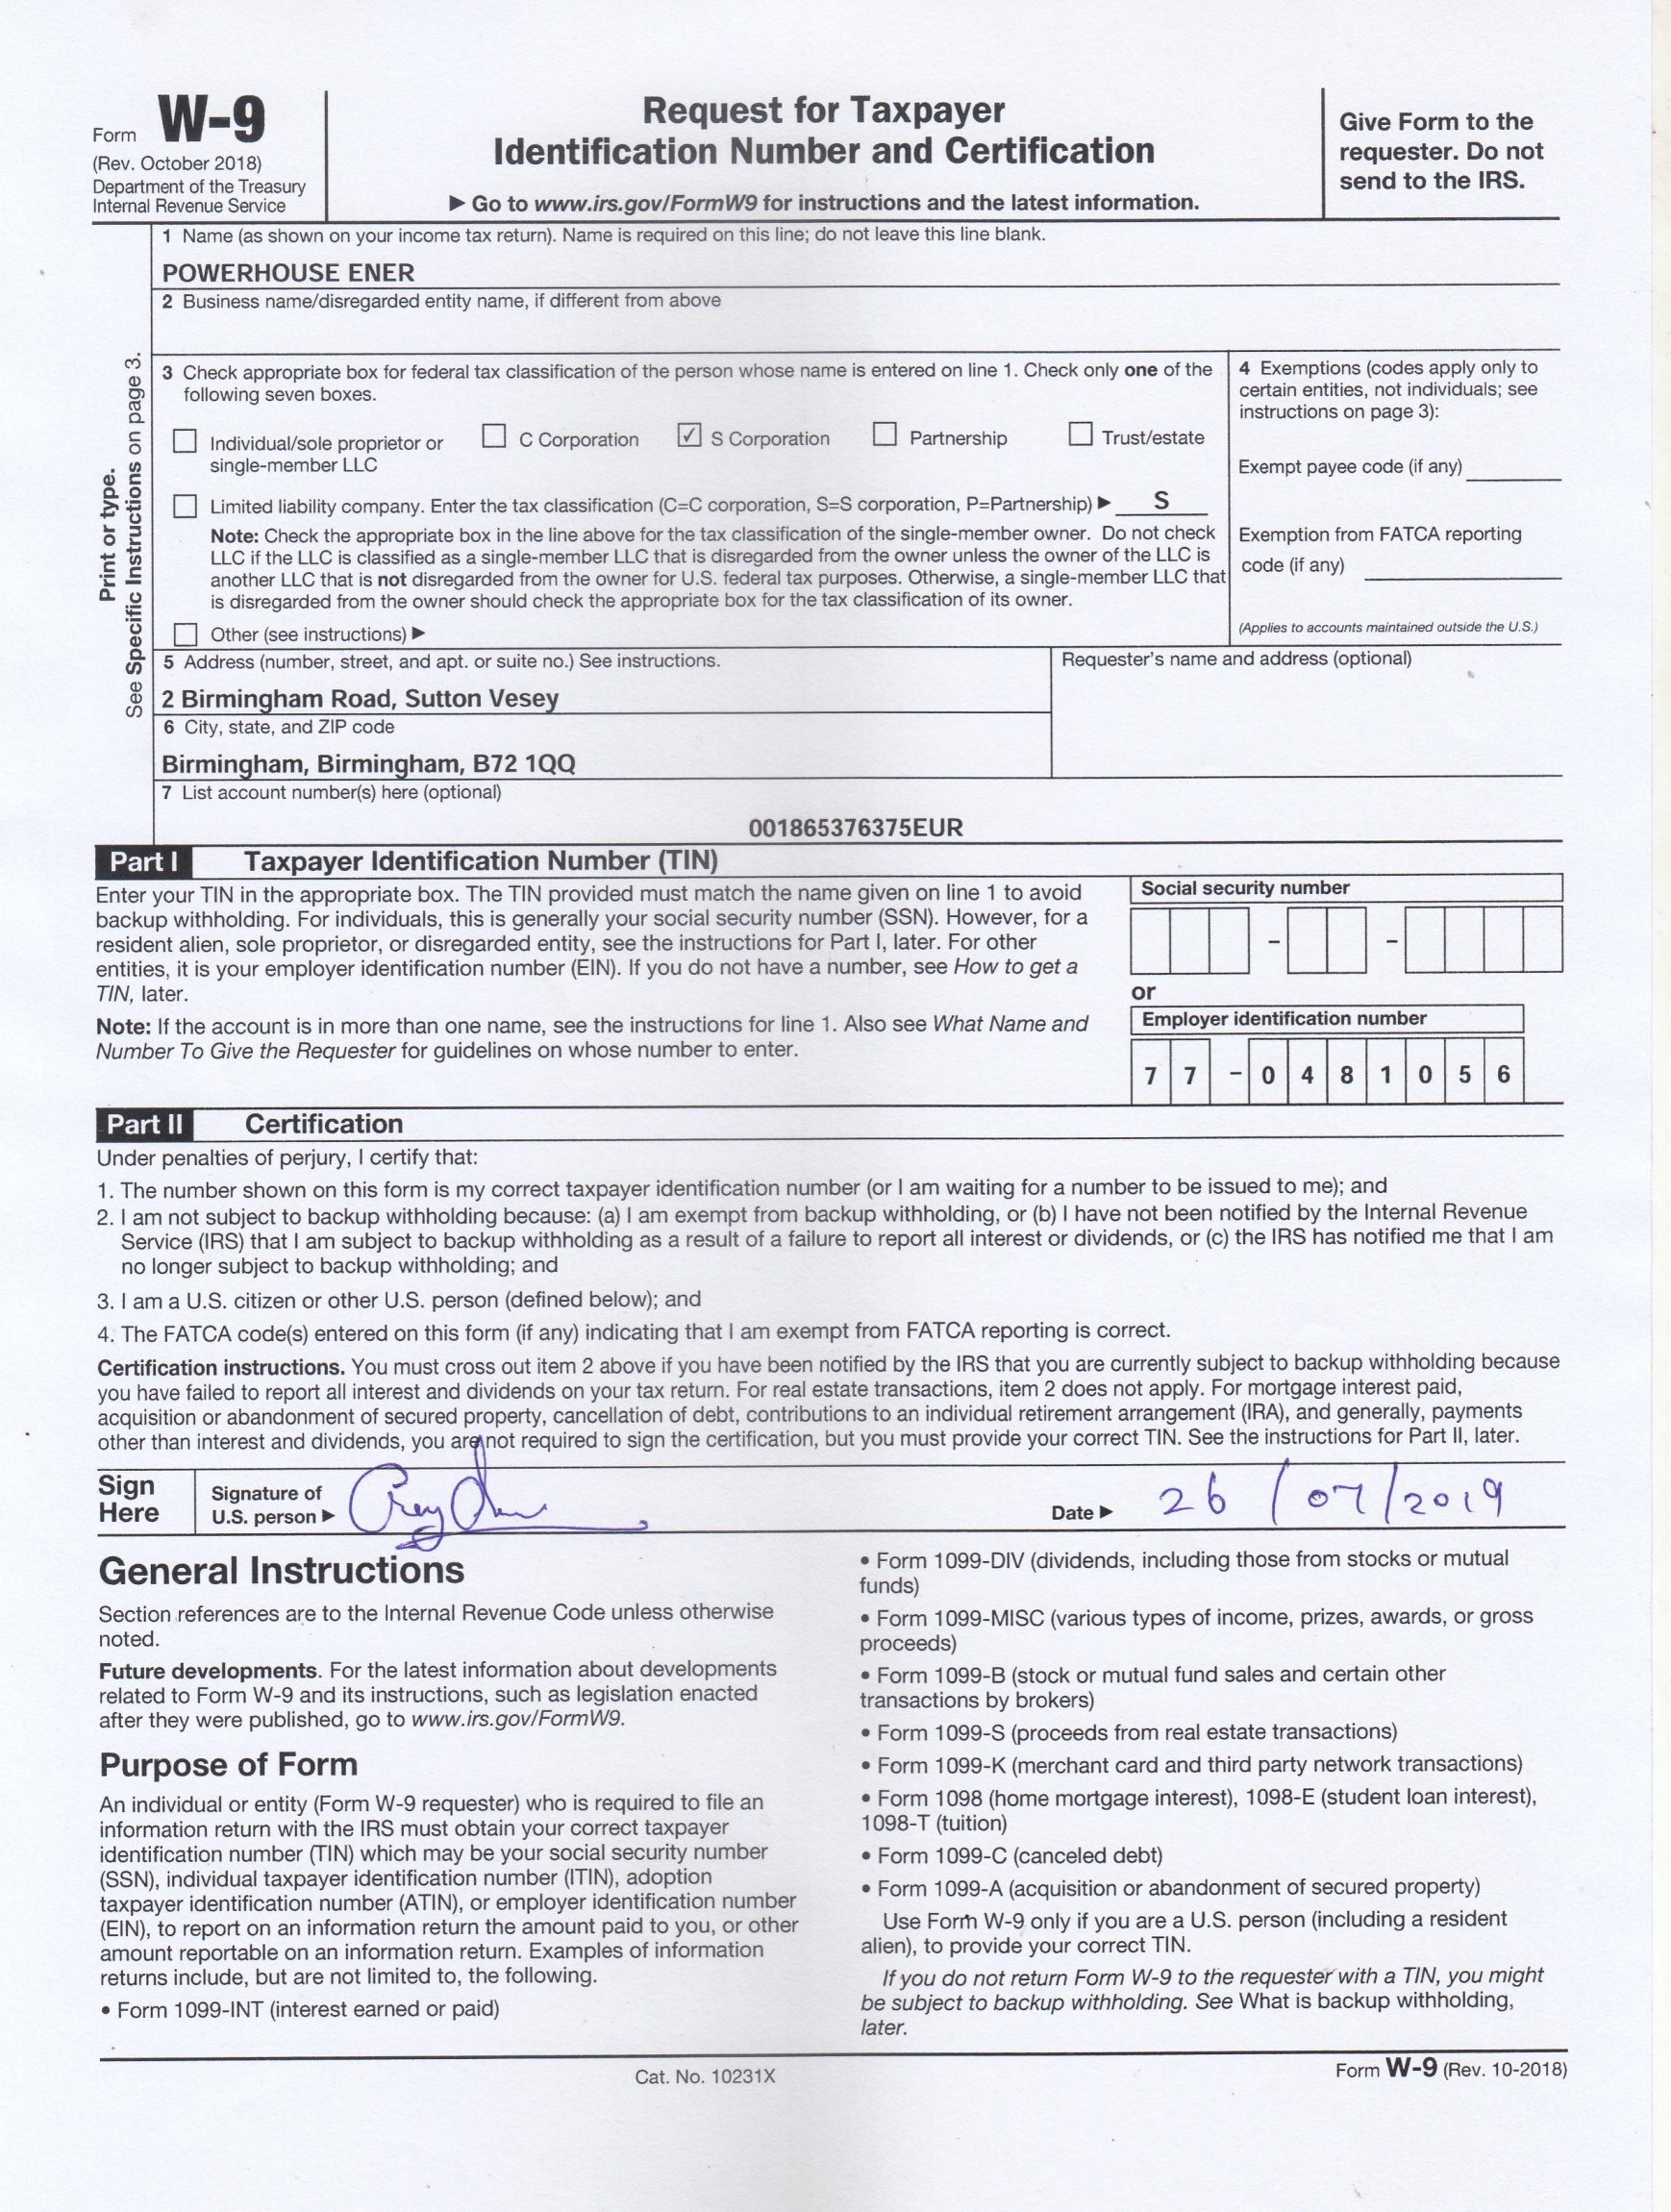 Form W-9
(Rev. October 2018)
Department of the Treasury
Internal Revenue Service
Request for Taxpayer
Identification Number and Certification
▶ Go to www.irs.gov/FormW9 for instructions and the latest information.
Give Form to the
requester. Do not
send to the IRS.
Print or type.
See Specific Instructions on page 3.
1 Name (as shown on your income tax return). Name is required on this line; do not leave this line blank.
POWERHOUSE ENER
2 Business name/disregarded entity name, if different from above
3 Check appropriate box for federal tax classification of the person whose name is entered on line 1. Check only one of the
following seven boxes.
☐ Individual/sole proprietor or
single-member LLC
☐ C Corporation
☑ S Corporation
☐ Partnership
☐ Trust/estate
☐ Limited liability company. Enter the tax classification (C=C corporation, S=S corporation, P=Partnership) ▶ S
Note: Check the appropriate box in the line above for the tax classification of the single-member owner. Do not check
LLC if the LLC is classified as a single-member LLC that is disregarded from the owner unless the owner of the LLC is
another LLC that is not disregarded from the owner for U.S. federal tax purposes. Otherwise, a single-member LLC that
is disregarded from the owner should check the appropriate box for the tax classification of its owner.
☐ Other (see instructions) ▶
4 Exemptions (codes apply only to
certain entities, not individuals; see
instructions on page 3):
Exempt payee code (if any)
Exemption from FATCA reporting
code (if any)
(Applies to accounts maintained outside the U.S.)
5 Address (number, street, and apt. or suite no.) See instructions.
2 Birmingham Road, Sutton Vesey
6 City, state, and ZIP code
Birmingham, Birmingham, B72 1QQ
Requester's name and address (optional)
7 List account number(s) here (optional)
001865376375EUR
Part I Taxpayer Identification Number (TIN)
Enter your TIN in the appropriate box. The TIN provided must match the name given on line 1 to avoid
backup withholding. For individuals, this is generally your social security number (SSN). However, for a
resident alien, sole proprietor, or disregarded entity, see the instructions for Part I, later. For other
entities, it is your employer identification number (EIN). If you do not have a number, see How to get a
TIN, later.
Note: If the account is in more than one name, see the instructions for line 1. Also see What Name and
Number To Give the Requester for guidelines on whose number to enter.
Social security number
– –
or
Employer identification number
7 7 – 0 4 8 1 0 5 6
Part II Certification
Under penalties of perjury, I certify that:
1. The number shown on this form is my correct taxpayer identification number (or I am waiting for a number to be issued to me); and
2. I am not subject to backup withholding because: (a) I am exempt from backup withholding, or (b) I have not been notified by the Internal Revenue
Service (IRS) that I am subject to backup withholding as a result of a failure to report all interest or dividends, or (c) the IRS has notified me that I am
no longer subject to backup withholding; and
3. I am a U.S. citizen or other U.S. person (defined below); and
4. The FATCA code(s) entered on this form (if any) indicating that I am exempt from FATCA reporting is correct.
Certification instructions. You must cross out item 2 above if you have been notified by the IRS that you are currently subject to backup withholding because
you have failed to report all interest and dividends on your tax return. For real estate transactions, item 2 does not apply. For mortgage interest paid,
acquisition or abandonment of secured property, cancellation of debt, contributions to an individual retirement arrangement (IRA), and generally, payments
other than interest and dividends, you are not required to sign the certification, but you must provide your correct TIN. See the instructions for Part II, later.
Sign
Here
Signature of
U.S. person ▶
Date ▶ 26/07/2019
General Instructions
Section references are to the Internal Revenue Code unless otherwise
noted.
Future developments. For the latest information about developments
related to Form W-9 and its instructions, such as legislation enacted
after they were published, go to www.irs.gov/FormW9.
Purpose of Form
An individual or entity (Form W-9 requester) who is required to file an
information return with the IRS must obtain your correct taxpayer
identification number (TIN) which may be your social security number
(SSN), individual taxpayer identification number (ITIN), adoption
taxpayer identification number (ATIN), or employer identification number
(EIN), to report on an information return the amount paid to you, or other
amount reportable on an information return. Examples of information
returns include, but are not limited to, the following.
• Form 1099-INT (interest earned or paid)
• Form 1099-DIV (dividends, including those from stocks or mutual
funds)
• Form 1099-MISC (various types of income, prizes, awards, or gross
proceeds)
• Form 1099-B (stock or mutual fund sales and certain other
transactions by brokers)
• Form 1099-S (proceeds from real estate transactions)
• Form 1099-K (merchant card and third party network transactions)
• Form 1098 (home mortgage interest), 1098-E (student loan interest),
1098-T (tuition)
• Form 1099-C (canceled debt)
• Form 1099-A (acquisition or abandonment of secured property)
Use Form W-9 only if you are a U.S. person (including a resident
alien), to provide your correct TIN.
If you do not return Form W-9 to the requester with a TIN, you might
be subject to backup withholding. See What is backup withholding,
later.
Cat. No. 10231X
Form W-9 (Rev. 10-2018)